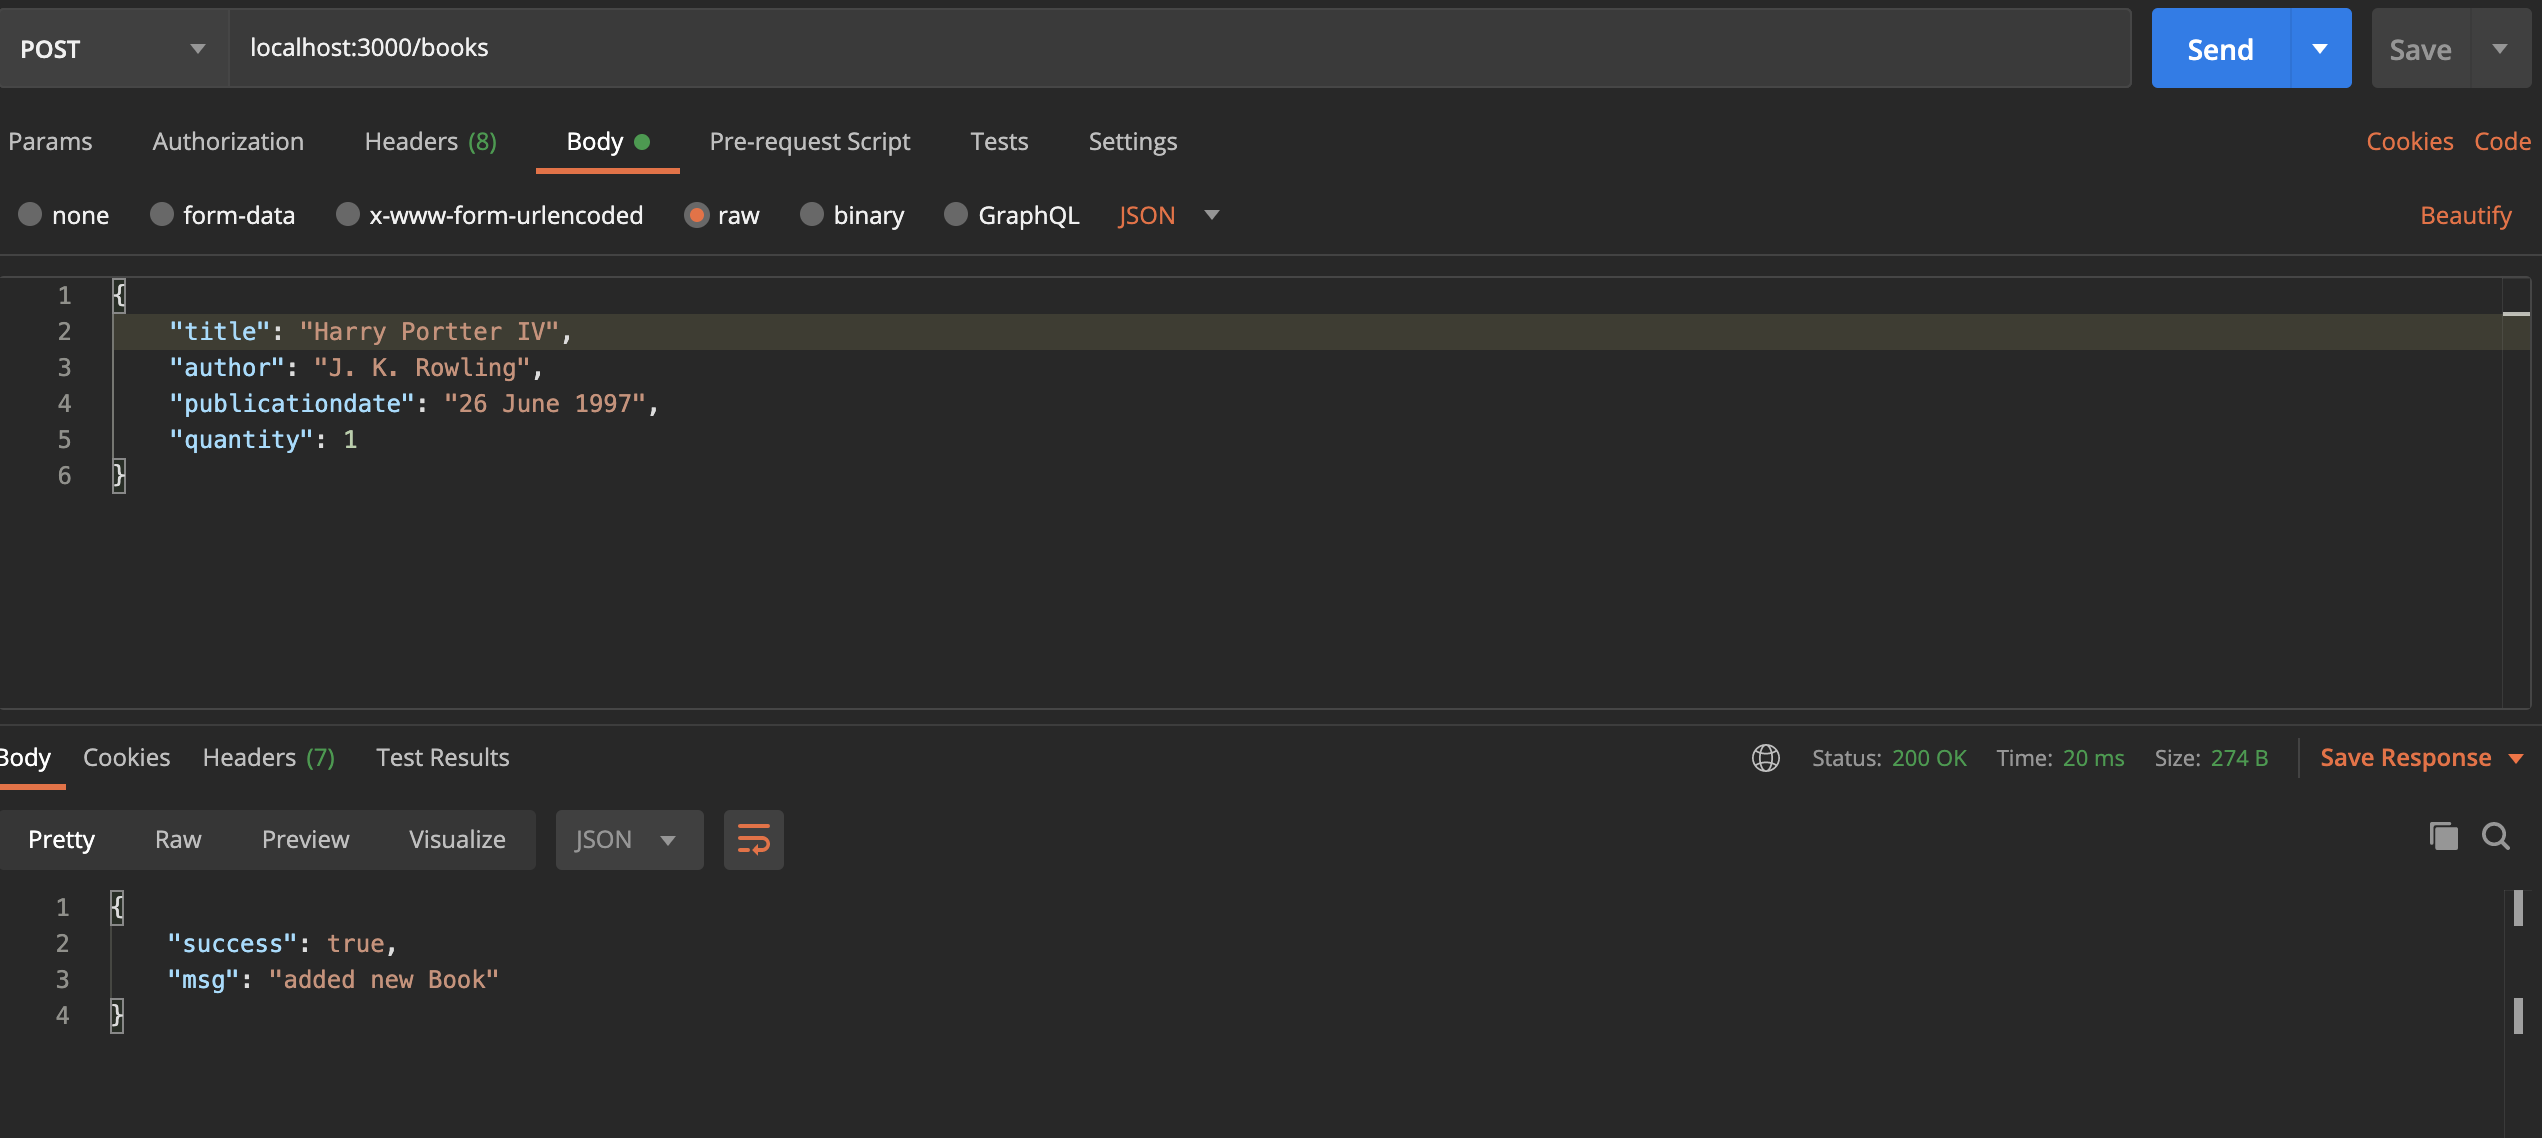 POST localhost:3000/books Send Save
Params Authorization Headers (8) Body Pre-request Script Tests Settings Cookies Code
none form-data x-www-form-urlencoded raw binary GraphQL JSON Beautify
1 {
2 "title": "Harry Portter IV",
3 "author": "J. K. Rowling",
4 "publicationdate": "26 June 1997",
5 "quantity": 1
6 }
Body Cookies Headers (7) Test Results Status: 200 OK Time: 20 ms Size: 274 B Save Response
Pretty Raw Preview Visualize JSON
1 {
2 "success": true,
3 "msg": "added new Book"
4 }